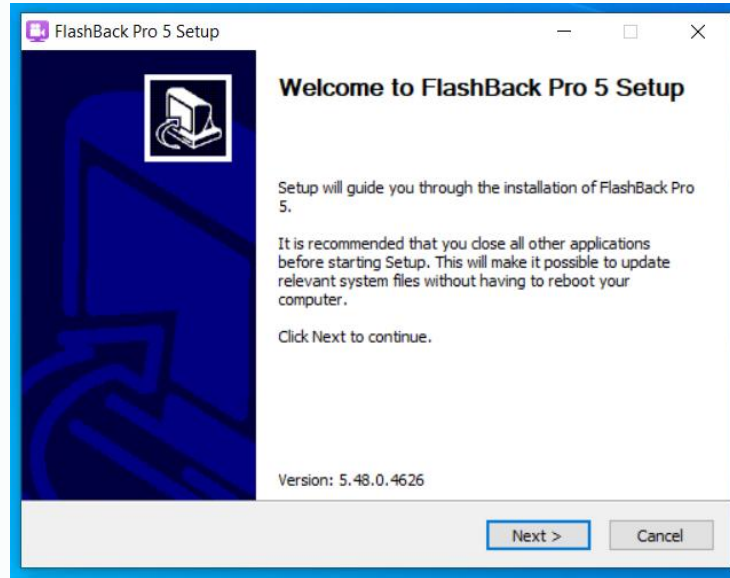 FlashBack Pro 5 Setup
Welcome to FlashBack Pro 5 Setup
Setup will guide you through the installation of FlashBack Pro
5.
It is recommended that you close all other applications
before starting Setup. This will make it possible to update
relevant system files without having to reboot your
computer.
Click Next to continue.
Version: 5.48.0.4626
Next >
Cancel